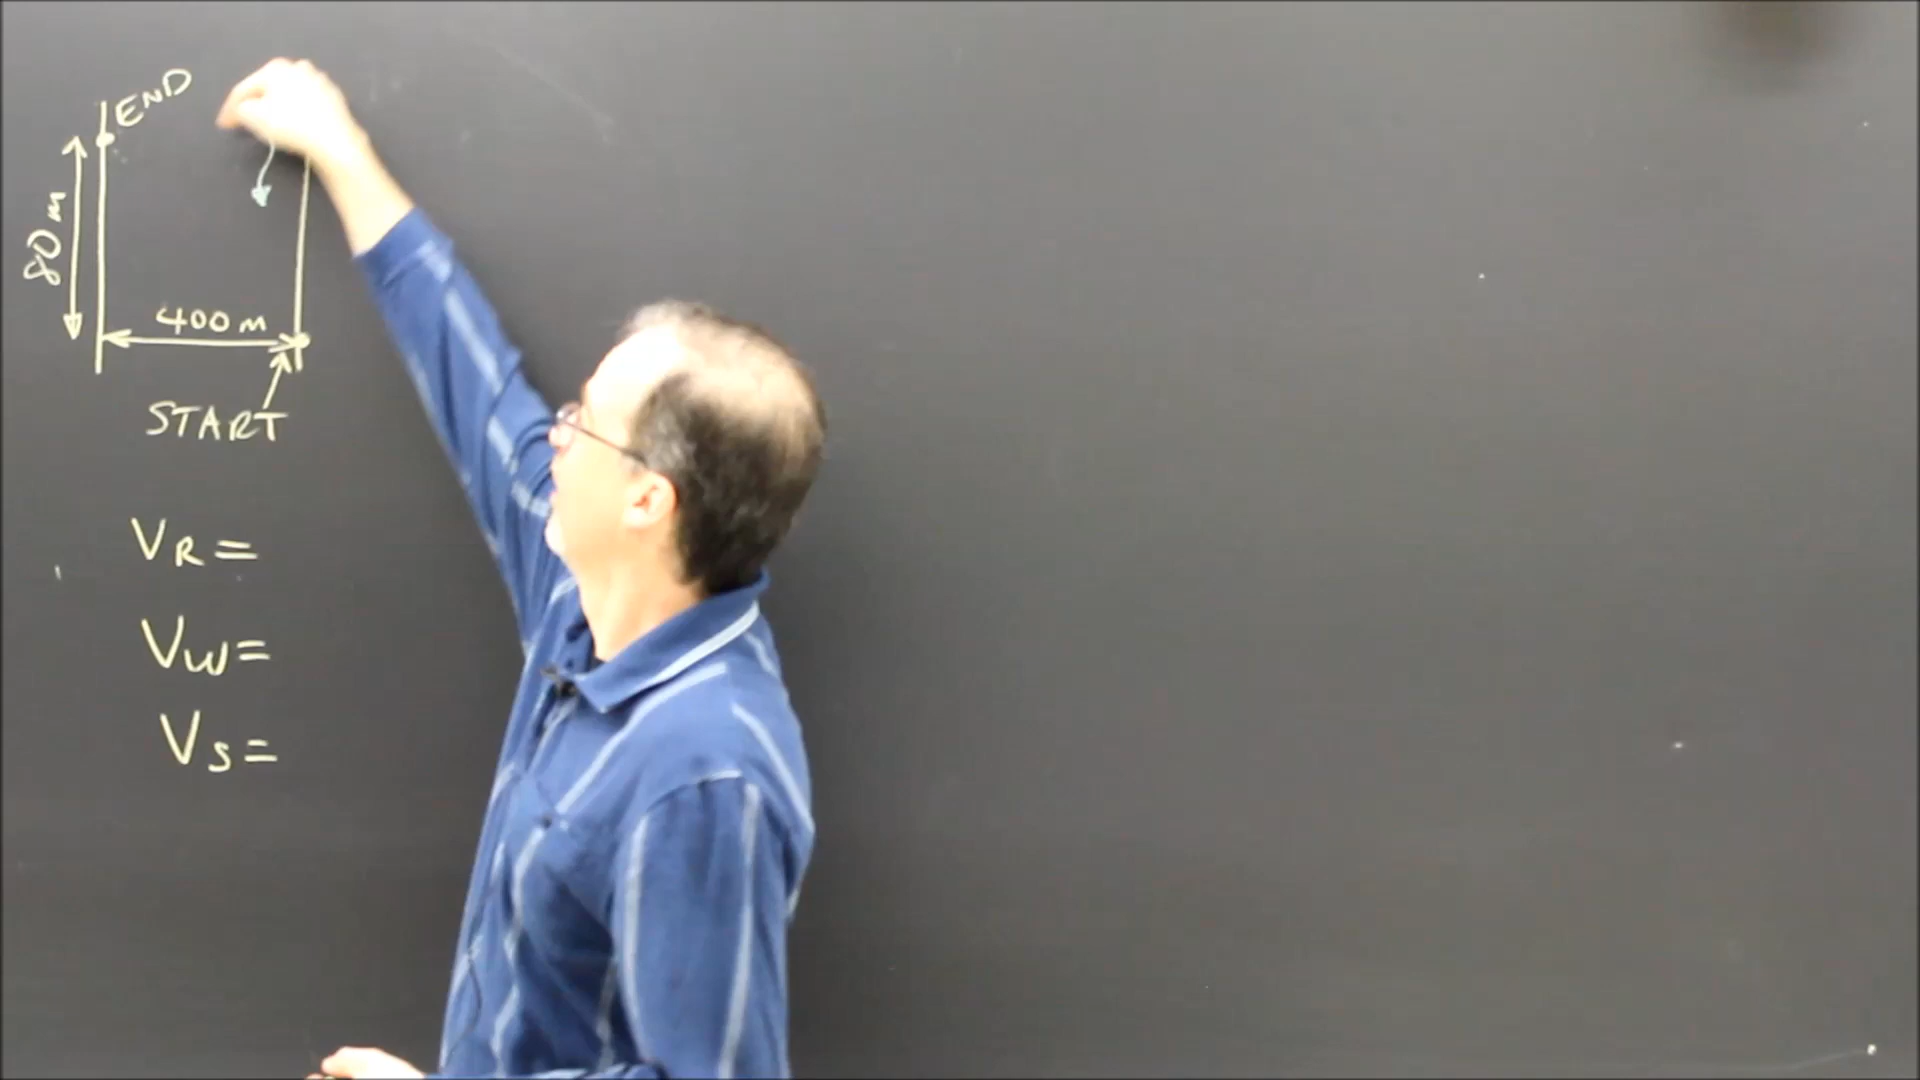 END
80 m
400 m
START
VR =
Vw =
Vs =